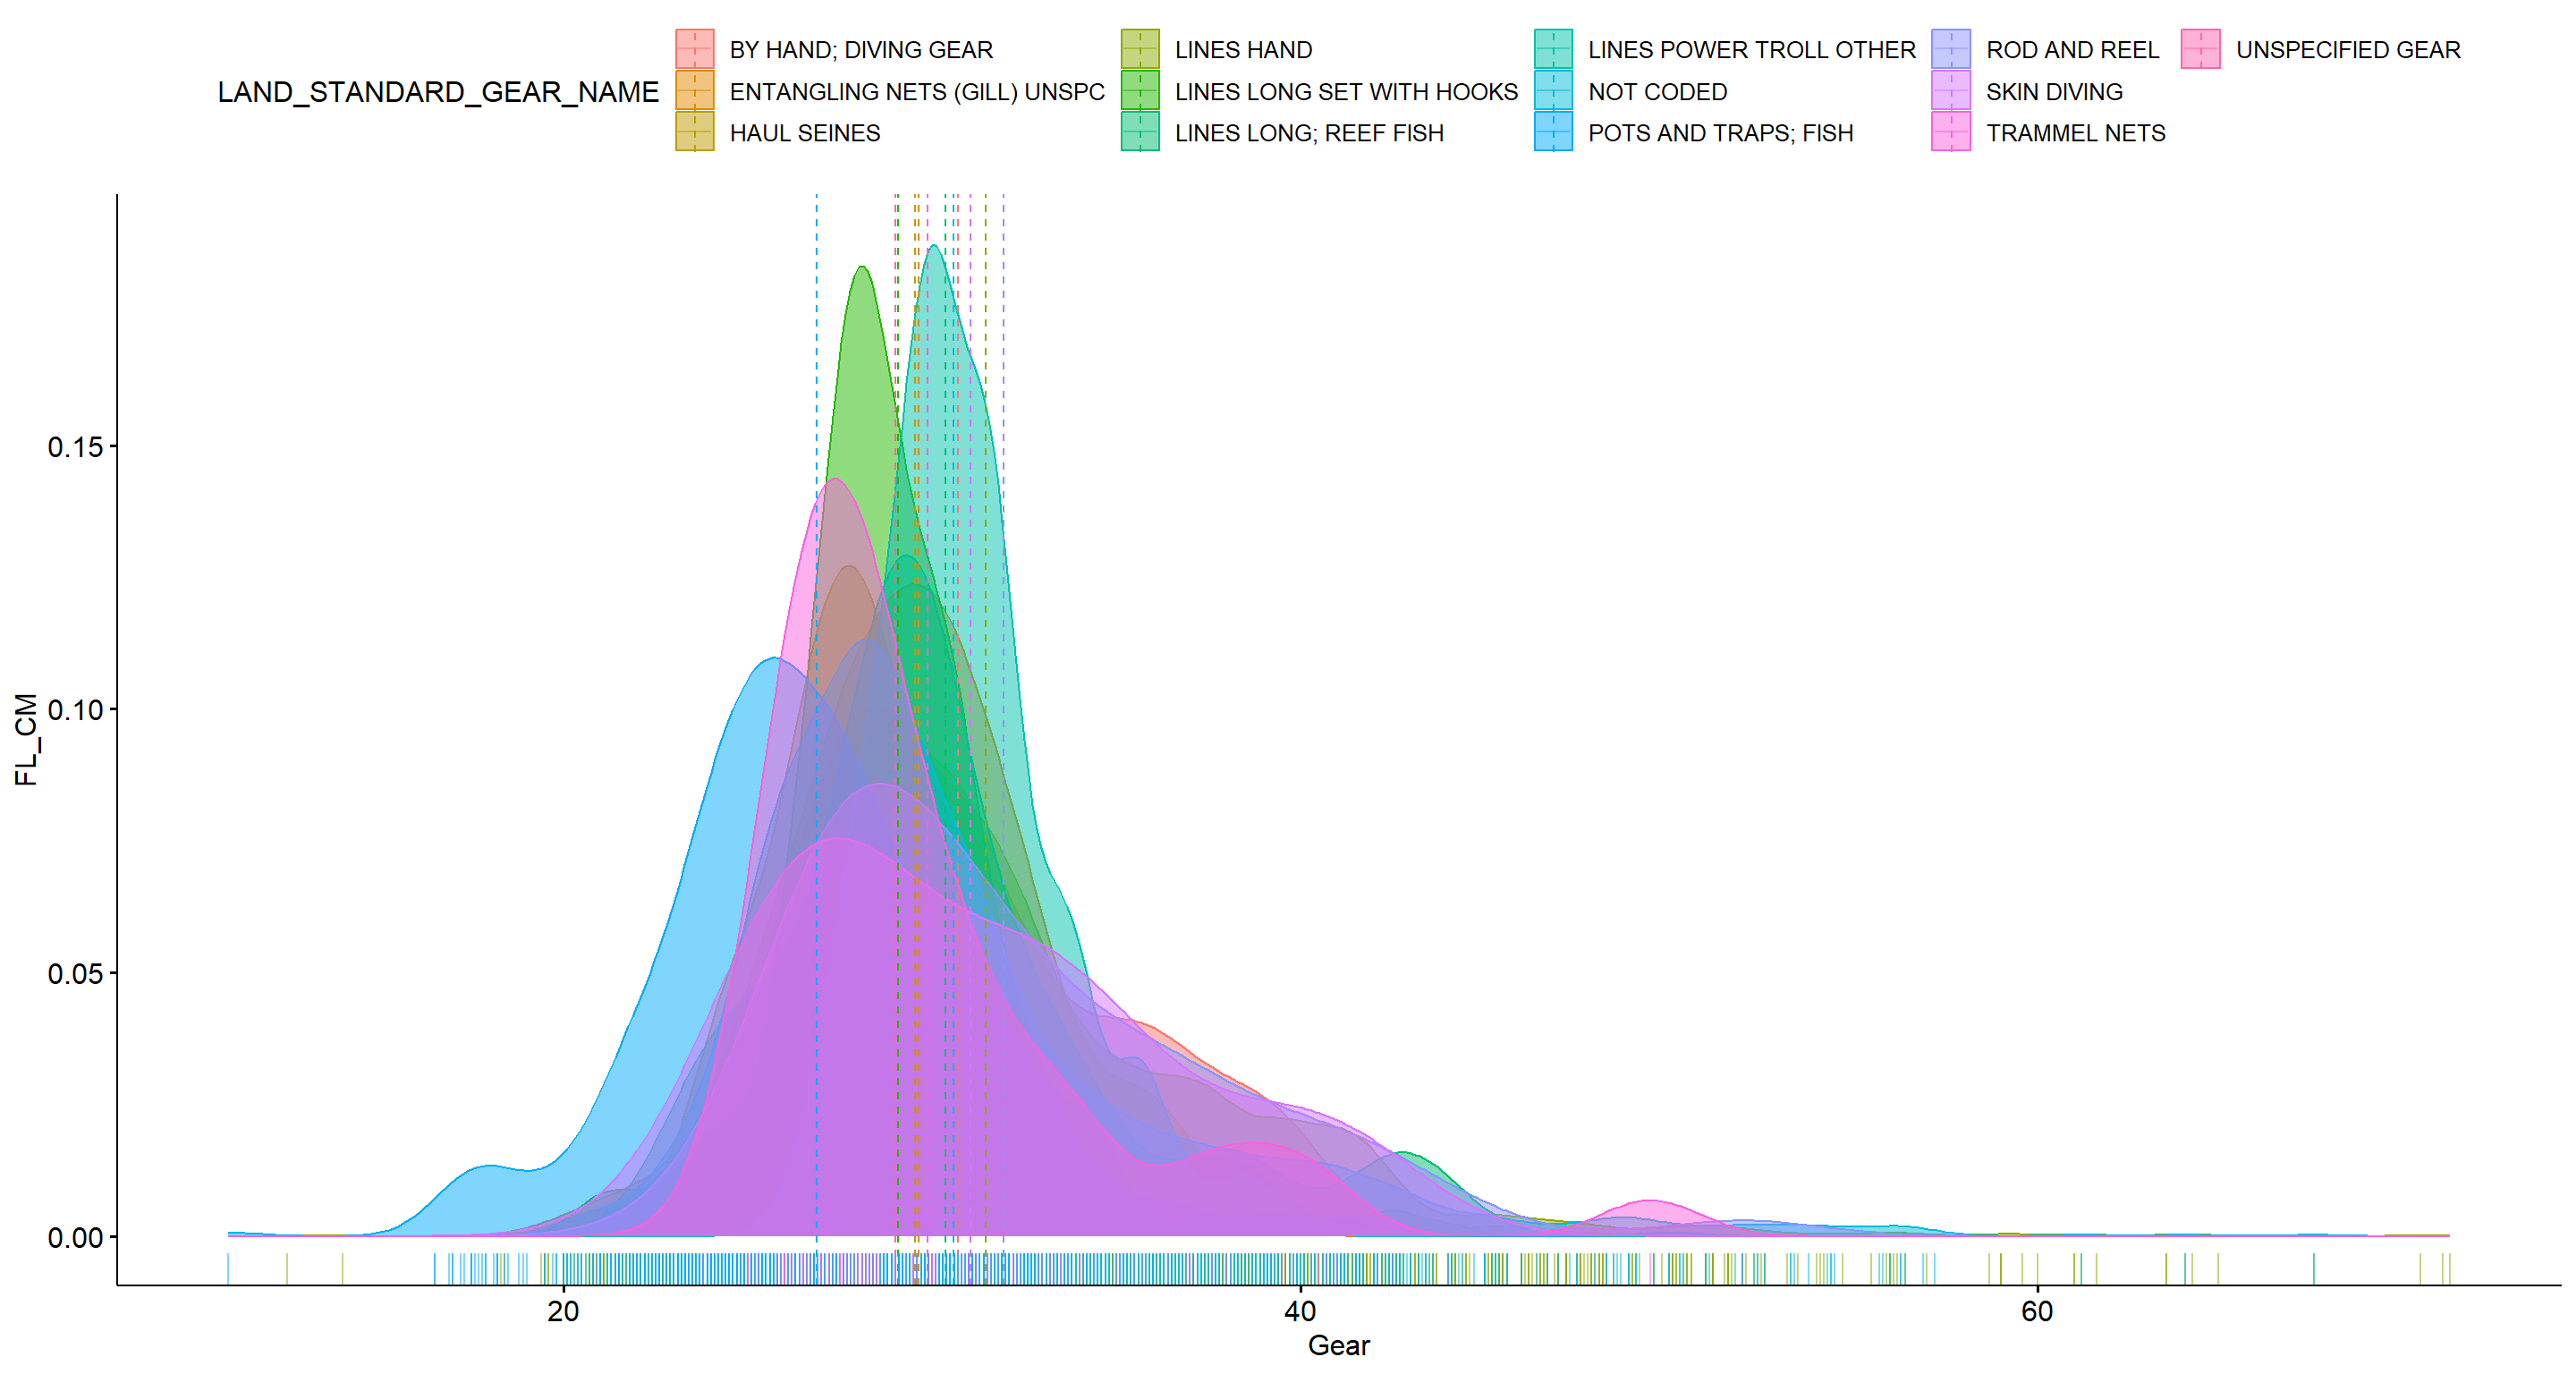 BY HAND; DIVING GEAR LINES HAND LINES POWER TROLL OTHER ROD AND REEL UNSPECIFIED GEAR
LAND_STANDARD_GEAR_NAME ENTANGLING NETS (GILL) UNSPC LINES LONG SET WITH HOOKS NOT CODED SKIN DIVING
HAUL SEINES LINES LONG; REEF FISH POTS AND TRAPS; FISH TRAMMEL NETS
0.15
0.10
FL_CM
0.05
0.00
20 40 60
Gear